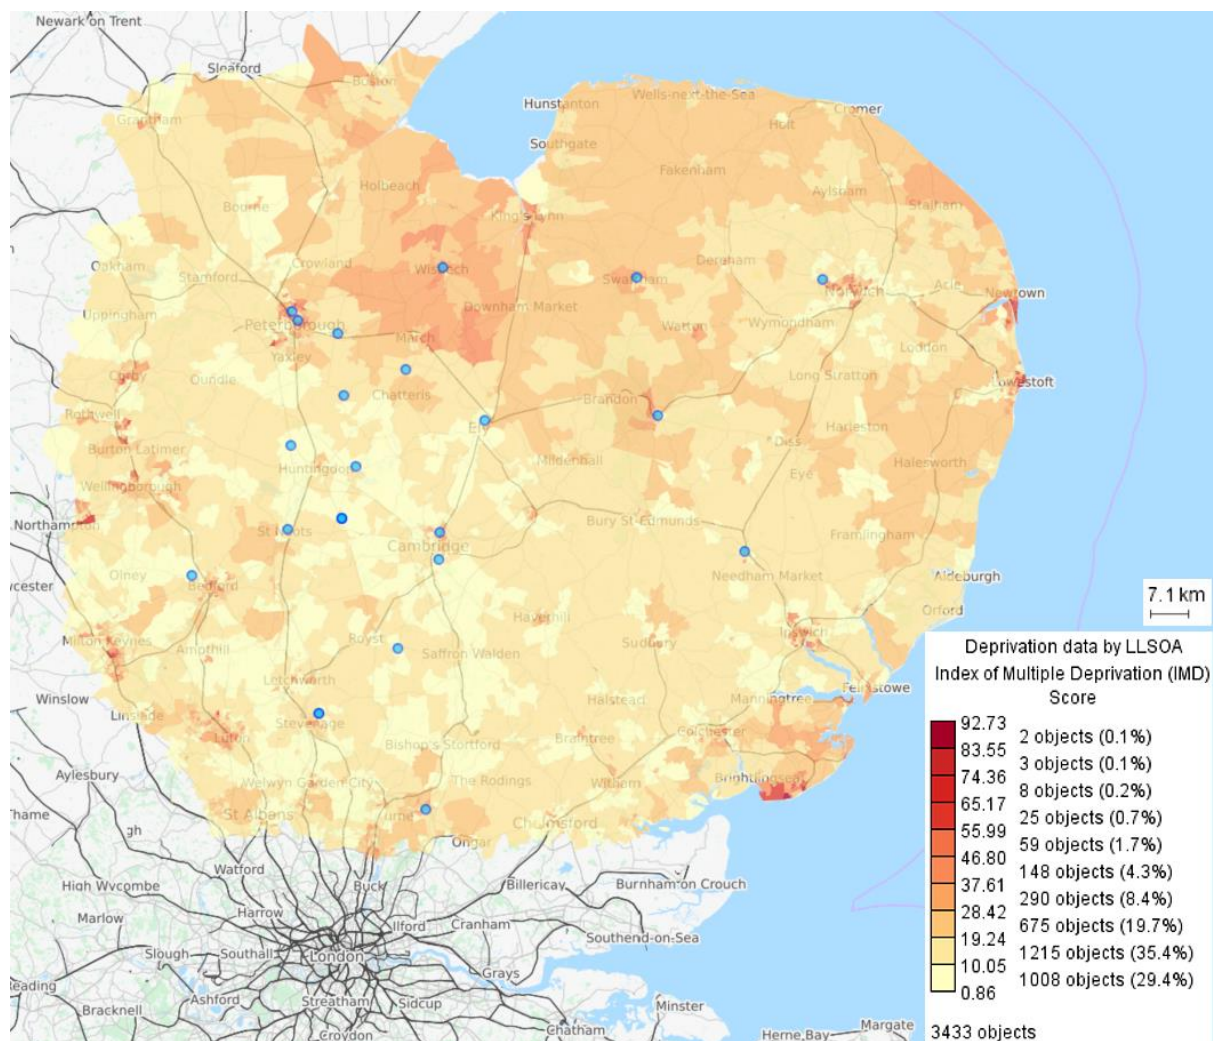 Newark on Trent
Sleaford
Boston
Wells-next-the-Sea
Hunstanton
Cromer
Grantham
Holt
Southgate
Fakenham
Holbeach
Aylsham
Bourne
King's Lynn
Stalham
Oakham
Stamford
Crowland
Wisbech
Swaffham
Dereham
Norwich
Acle
Newtown
Uppingham
Peterborough
Downham Market
Watton
Wymondham
Yaxley
March
Loddon
Corby
Oundle
Chatteris
Brandon
Long Stratton
Lowestoft
Rothwell
Ely
Harleston
Burton Latimer
Diss
Huntingdon
Mildenhall
Eye
Halesworth
Wellingborough
Northampton
St Neots
Bury St Edmunds
Framlingham
Cambridge
Olney
Bedford
Needham Market
Aldeburgh
wcester
7.1 km
Haverhill
Orford
Milton Keynes
Ampthill
Royst
Saffron Walden
Sudbury
Ipswich
Letchworth
Winslow
Halstead
Manningtree
Felixstowe
Linslade
Stevenage
Luton
Bishop's Stortford
Braintree
Colchester
Aylesbury
Welwyn Garden City
The Rodings
Witham
Brightlingsea
Thame
gh
St Albans
urne
Chelmsford
Ongar
Watford
High Wycombe
Buck
Billericay
Burnham on Crouch
Marlow
Harrow
Ilford
Cranham
Southend-on-Sea
Slough
Southall
London
Grays
Reading
Ashford
Streatham
Sidcup
Bracknell
Croydon
Chatham
Minster
Herne Bay
Margate
Deprivation data by LLSOA
Index of Multiple Deprivation (IMD)
Score
92.73
2 objects (0.1%)
83.55
3 objects (0.1%)
74.36
8 objects (0.2%)
65.17
25 objects (0.7%)
55.99
59 objects (1.7%)
46.80
148 objects (4.3%)
37.61
290 objects (8.4%)
28.42
675 objects (19.7%)
19.24
1215 objects (35.4%)
10.05
1008 objects (29.4%)
0.86
3433 objects